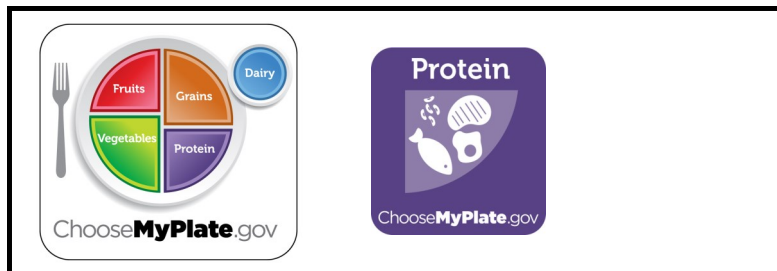 Fruits
Grains
Dairy
Vegetables
Protein
ChooseMyPlate.gov
Protein
ChooseMyPlate.gov